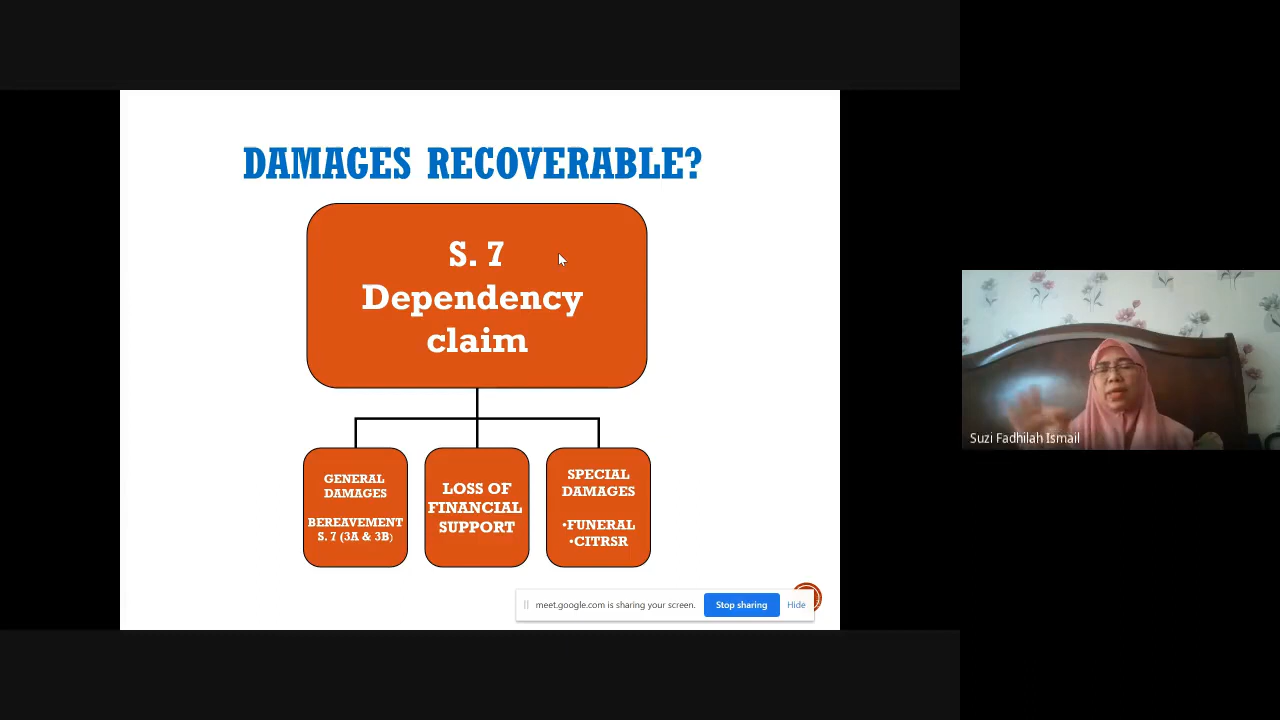 DAMAGES RECOVERABLE?
S. 7
Dependency
claim
GENERAL
DAMAGES
BEREAVEMENT
S. 7 (3A & 3B)
LOSS OF
FINANCIAL
SUPPORT
SPECIAL
DAMAGES
•FUNERAL
•CITRSR
meet.google.com is sharing your screen.
Stop sharing
Hide
Suzi Fadhilah Ismail